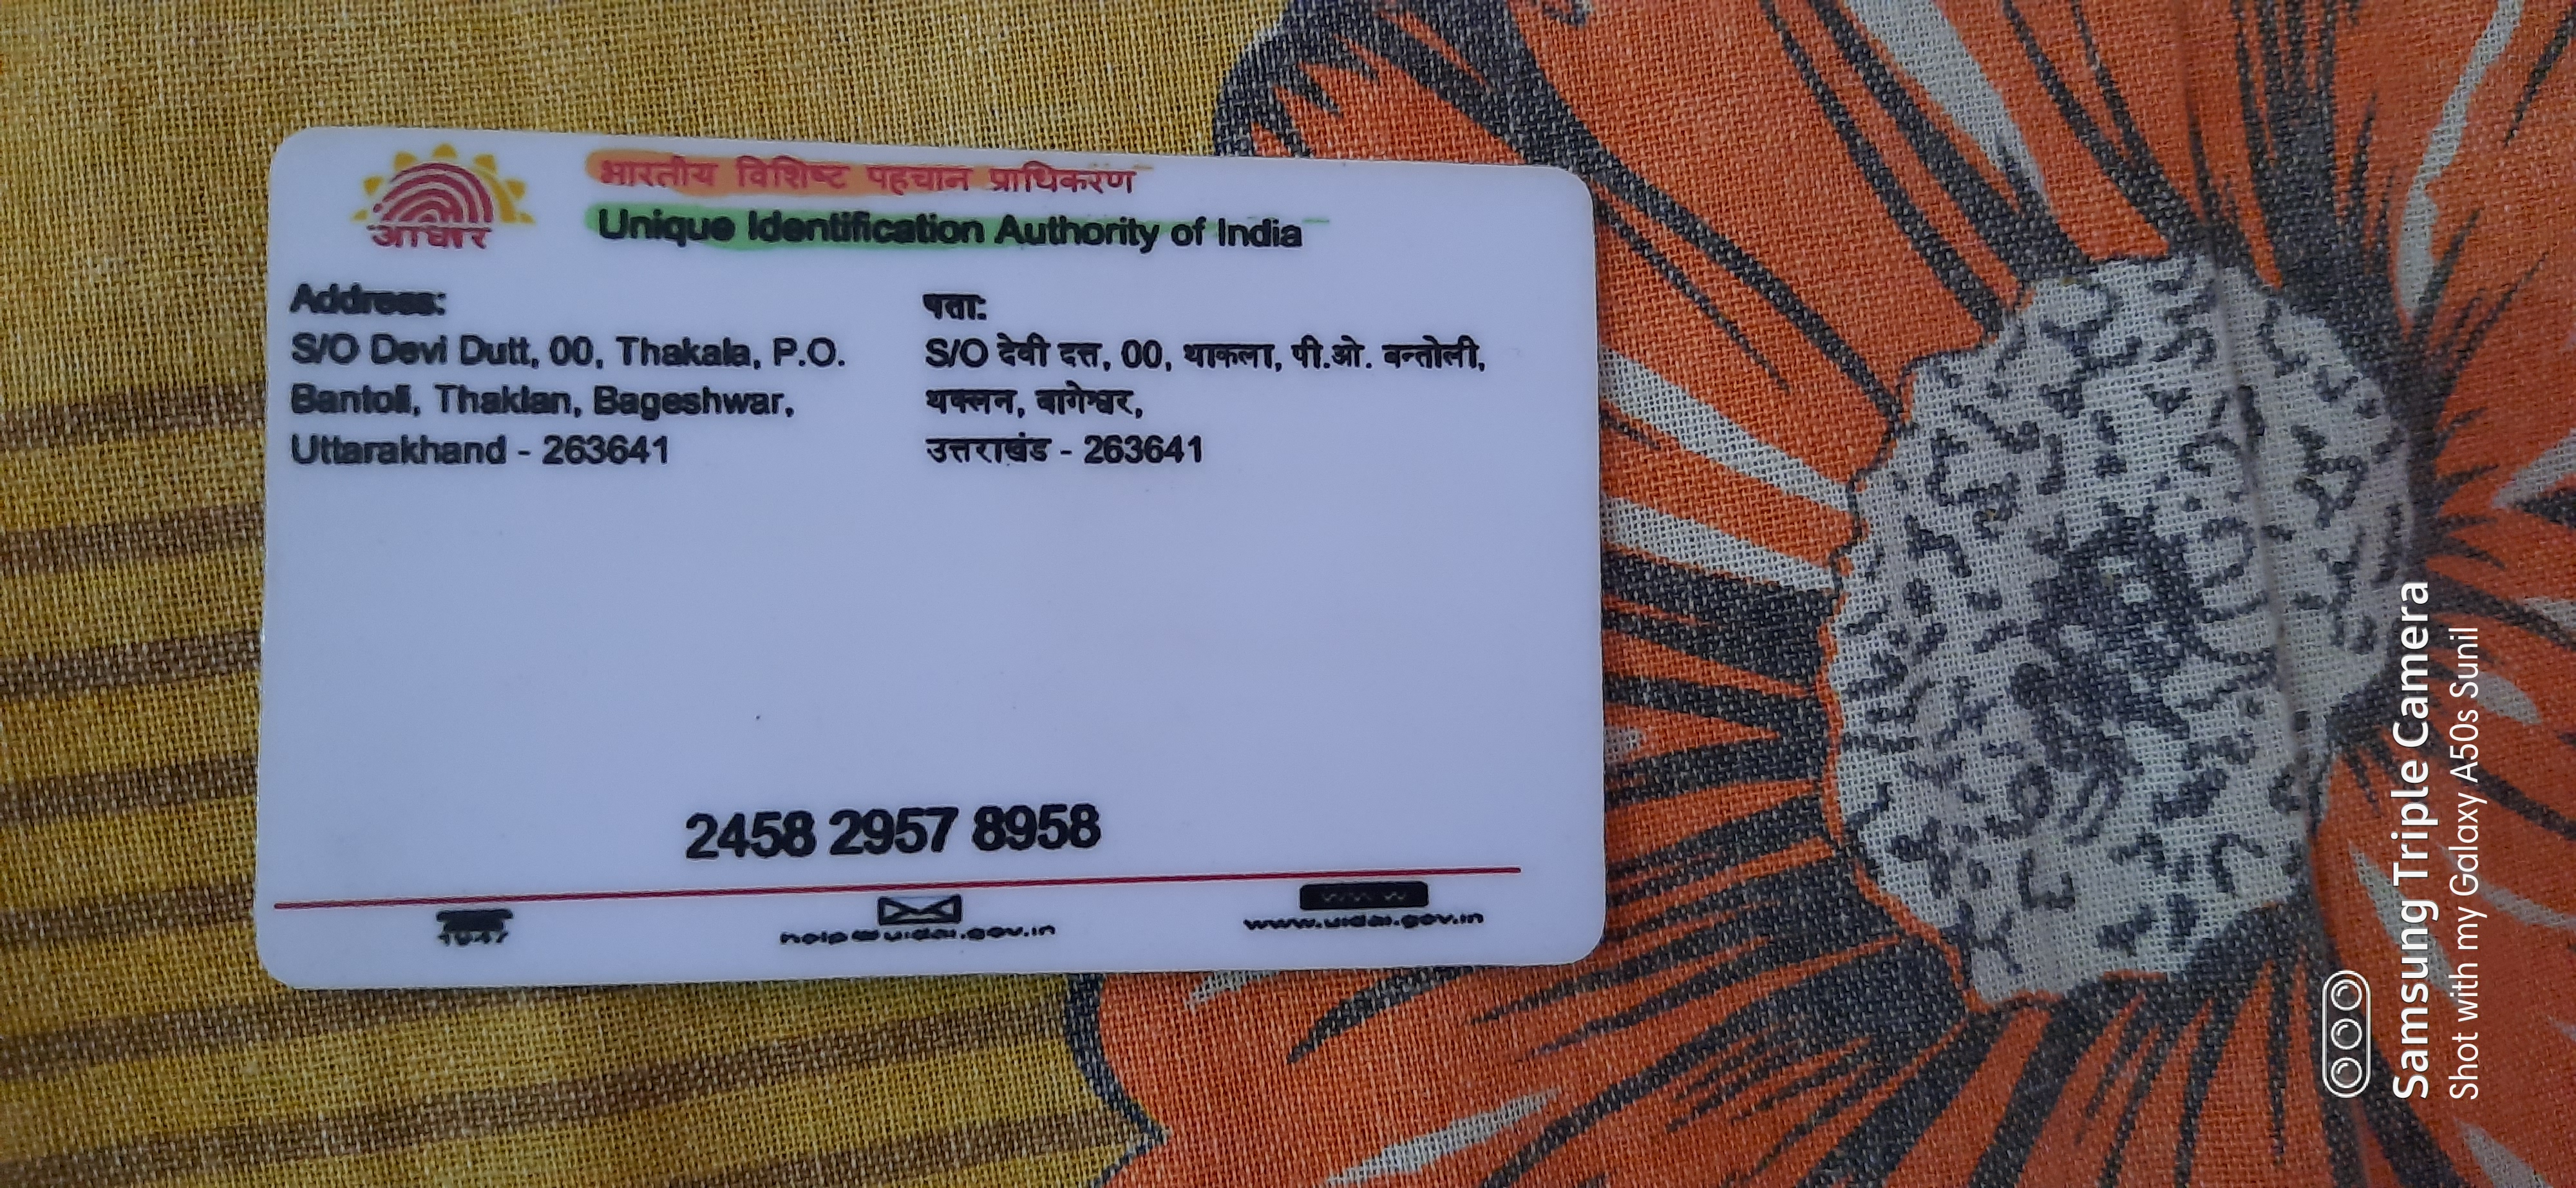 आधार
भारतीय विशिष्ट पहचान प्राधिकरण
Unique Identification Authority of India
Address:
S/O Devi Dutt, 00, Thakala, P.O.
Bantoli, Thaklan, Bageshwar,
Uttarakhand - 263641
पता:
S/O देवी दत्त, 00, थाकला, पी.ओ. बन्तोली,
थक्लन, बागेश्वर,
उत्तराखंड - 263641
2458 2957 8958
1947
help@uidai.gov.in
www
www.uidai.gov.in
Samsung Triple Camera
Shot with my Galaxy A50s Sunil